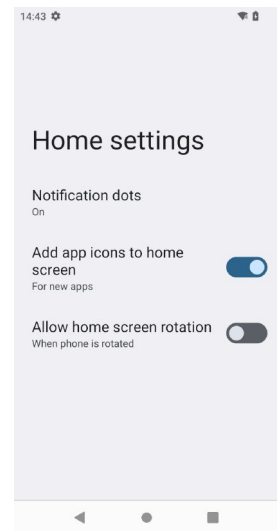 14:43
Home settings
Notification dots
On
Add app icons to home
screen
For new apps
Allow home screen rotation
When phone is rotated